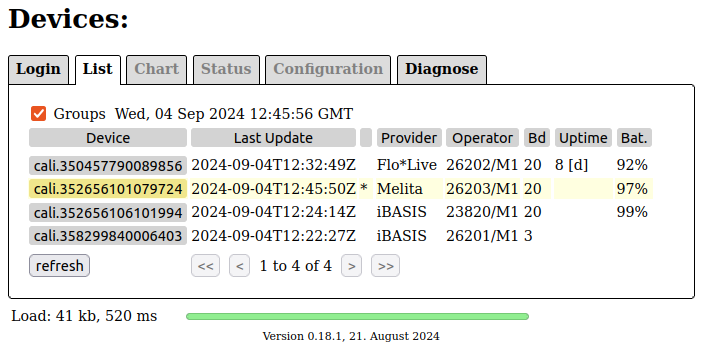 Devices:
Login List Chart Status Configuration Diagnose
Groups Wed, 04 Sep 2024 12:45:56 GMT
Device Last Update Provider Operator Bd Uptime Bat.
cali.350457790089856 2024-09-04T12:32:49Z Flo*Live 26202/M1 20 8 [d] 92%
cali.352656101079724 2024-09-04T12:45:50Z * Melita 26203/M1 20 97%
cali.352656106101994 2024-09-04T12:24:14Z iBASIS 23820/M1 20 99%
cali.358299840006403 2024-09-04T12:22:27Z iBASIS 26201/M1 3
refresh << < 1 to 4 of 4 > >>
Load: 41 kb, 520 ms
Version 0.18.1, 21. August 2024